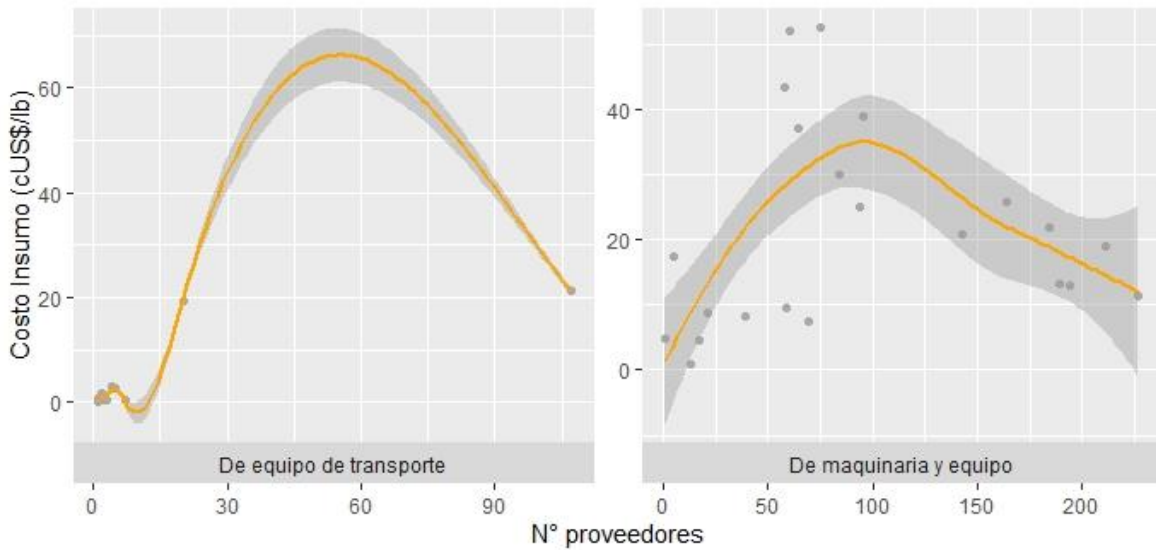 Costo Insumo (cUS$/lb)
60
40
20
0
De equipo de transporte
0 30 60 90
40
20
0
De maquinaria y equipo
0 50 100 150 200
N° proveedores